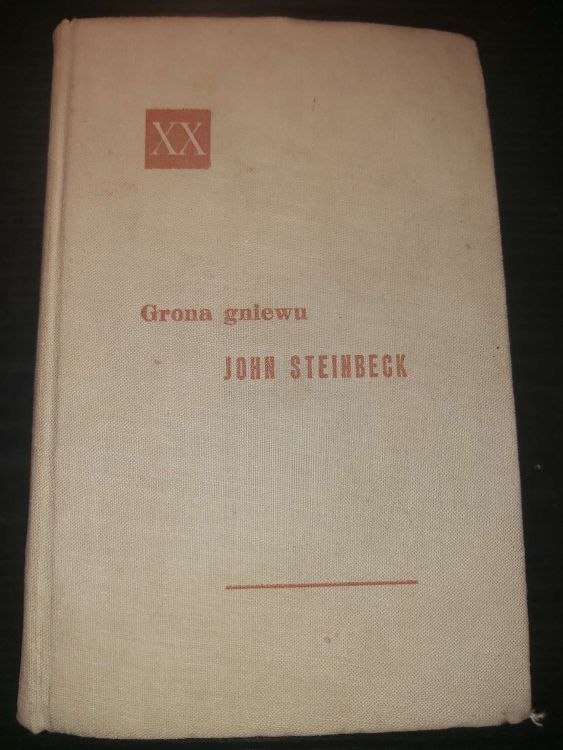 XX
Grona gniewu
JOHN STEINBECK